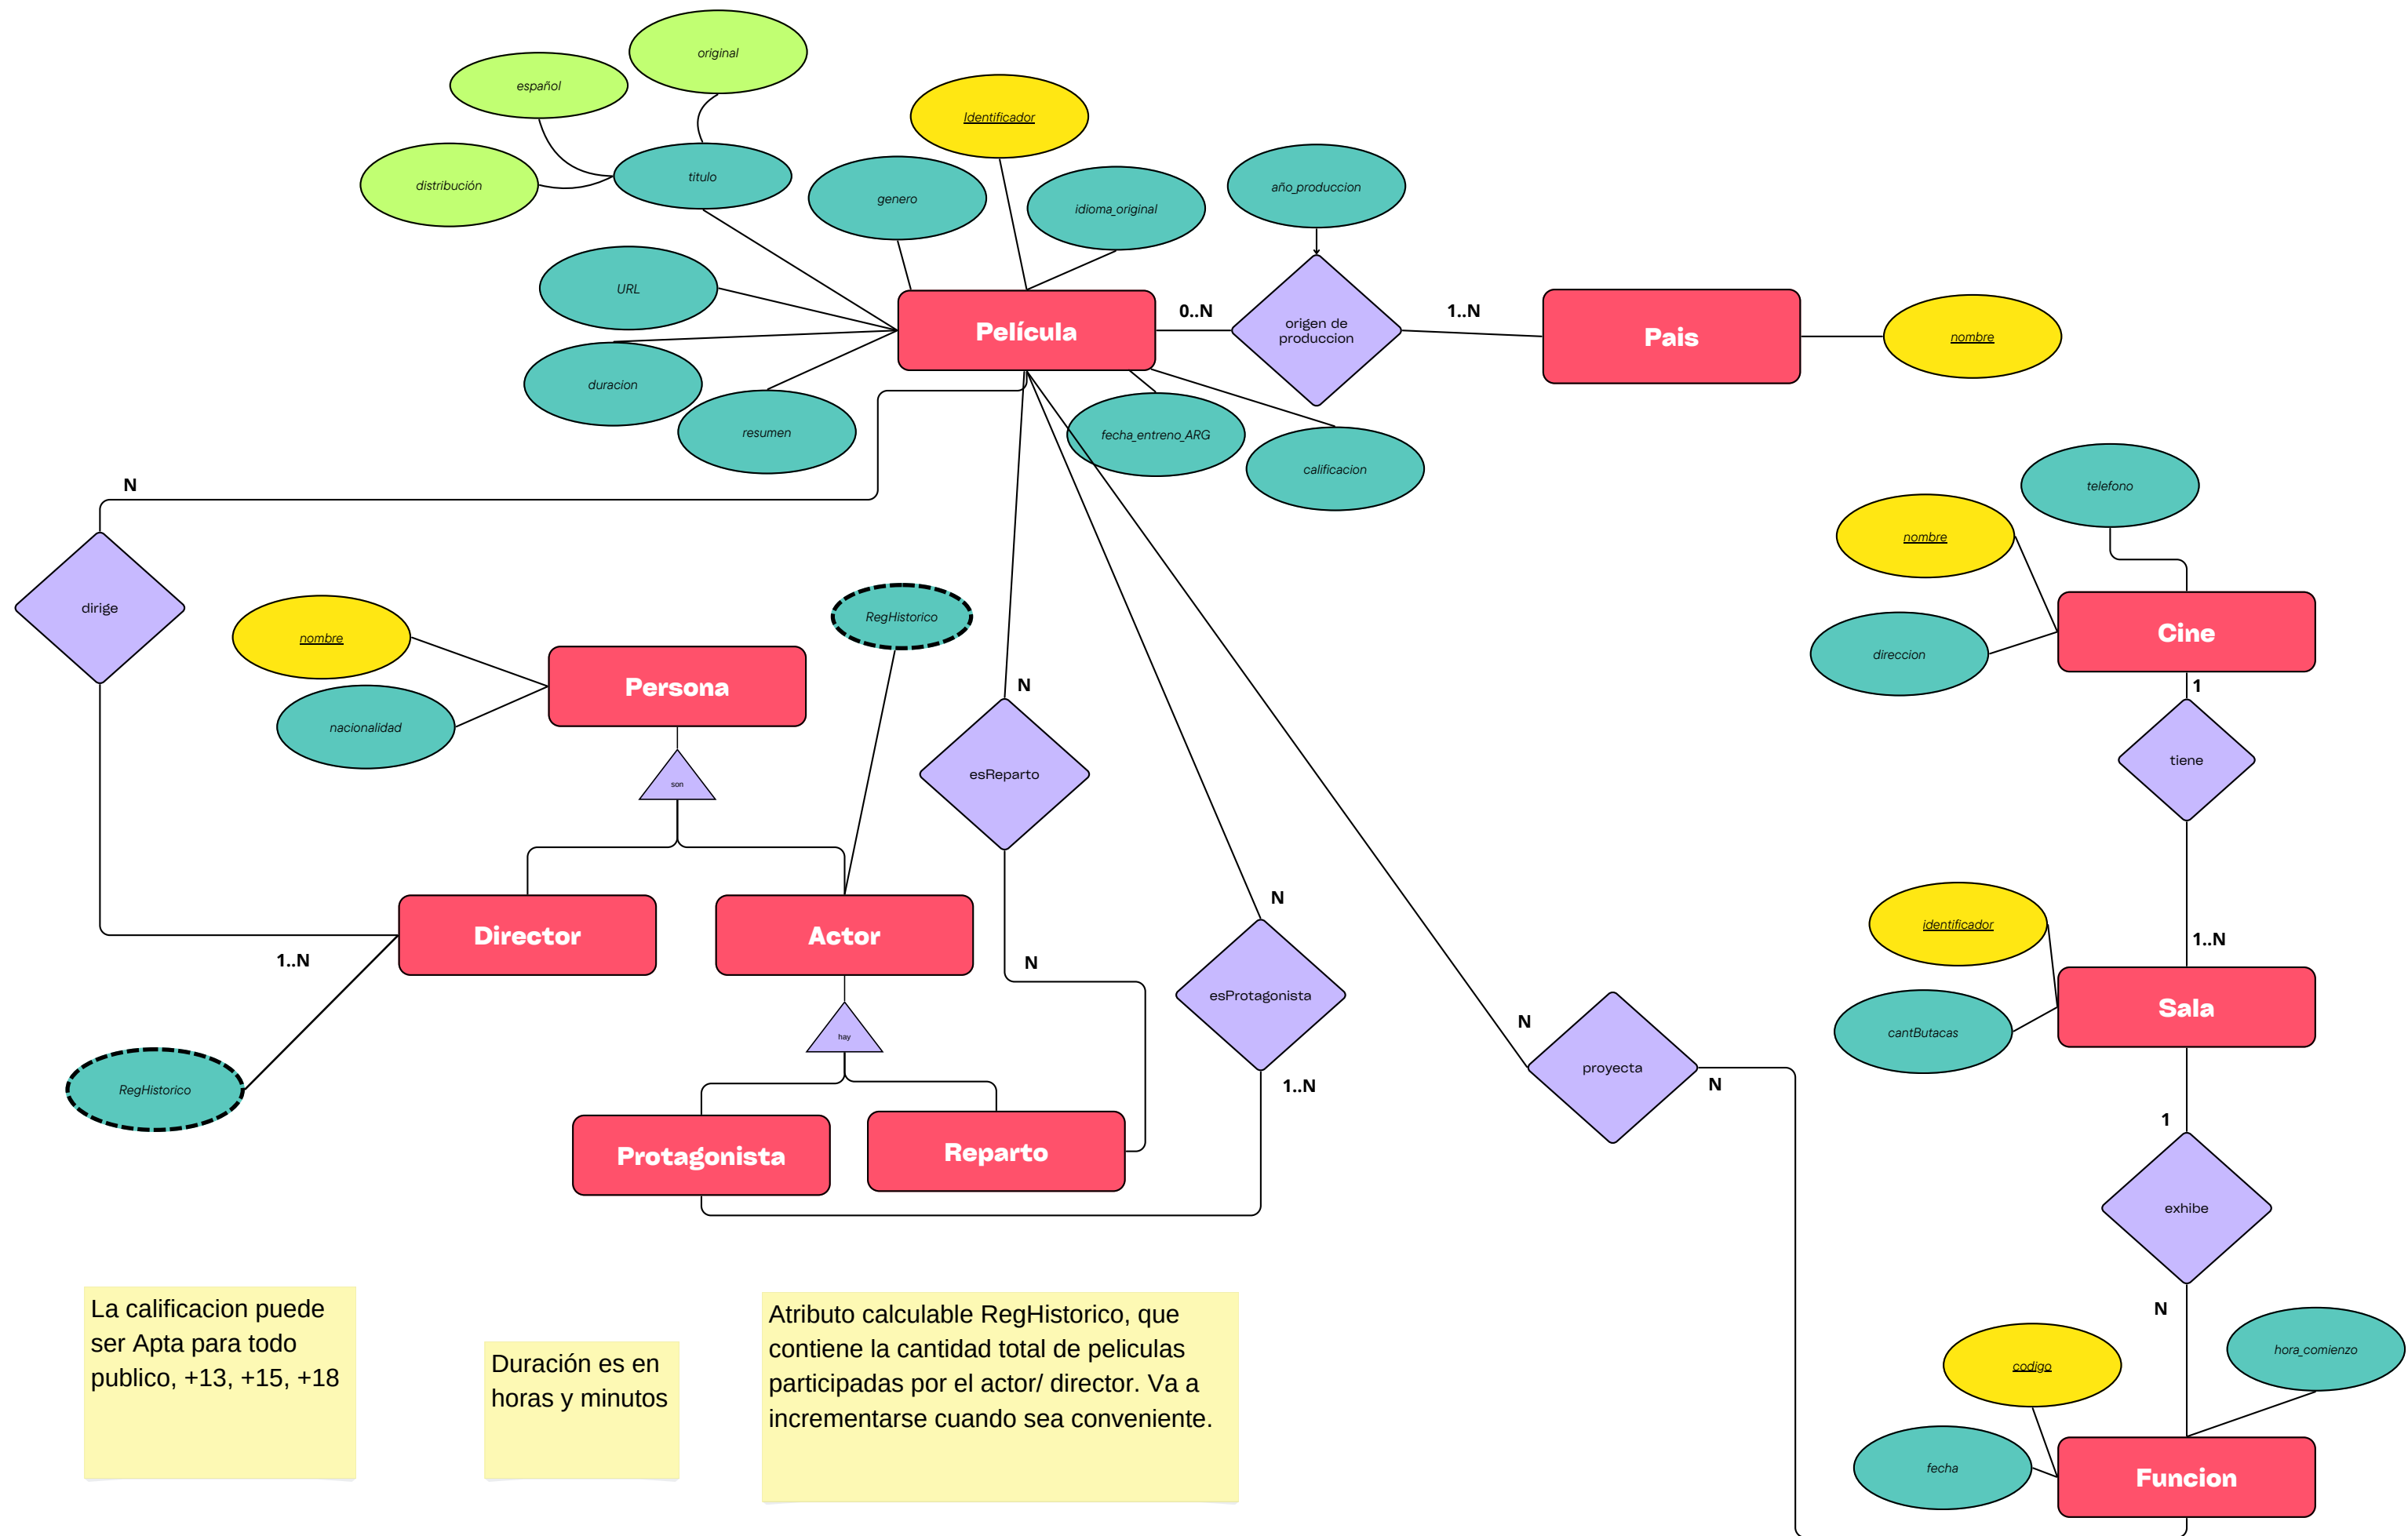 original
español
Identificador
distribución
titulo
genero
idioma_original
año_produccion
URL
Película
0..N
origen de
produccion
1..N
Pais
nombre
duracion
resumen
fecha_entreno_ARG
calificacion
N
telefono
nombre
dirige
nombre
RegHistorico
Cine
direccion
Persona
N
1
nacionalidad
esReparto
tiene
son
N
identificador
Director
Actor
1..N
1..N
N
esProtagonista
Sala
cantButacas
hay
N
proyecta
N
1..N
RegHistorico
1
Protagonista
Reparto
exhibe
N
La calificacion puede
ser Apta para todo
publico, +13, +15, +18
Duración es en
horas y minutos
Atributo calculable RegHistorico, que
contiene la cantidad total de peliculas
participadas por el actor/ director. Va a
incrementarse cuando sea conveniente.
codigo
hora_comienzo
fecha
Funcion